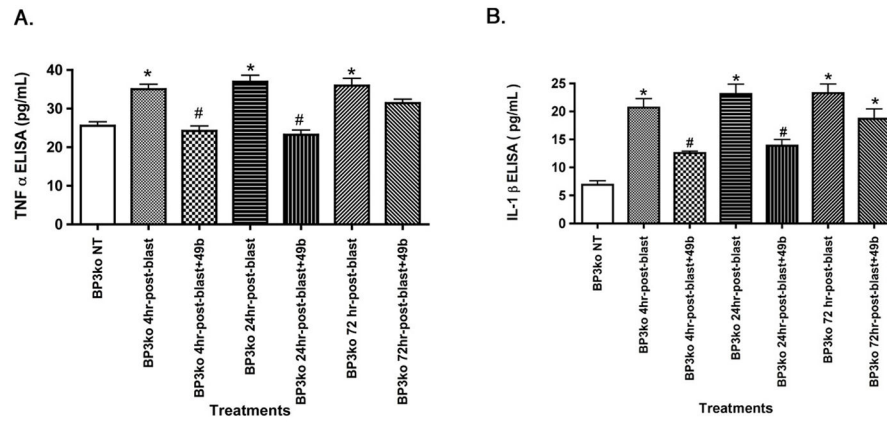 A.
TNF α ELISA (pg/mL)
40
30
20
10
0
*
#
*
#
*
BP3ko NT
BP3ko 4hr-post-blast
BP3ko 4hr-post-blast+49b
BP3ko 24hr-post-blast
BP3ko 24hr-post-blast+49b
BP3ko 72 hr-post-blast
BP3ko 72hr-post-blast+49b
Treatments
B.
IL-1 β ELISA ( pg/mL )
25
20
15
10
5
0
*
#
*
#
*
*
BP3ko NT
BP3ko 4hr-post-blast
BP3ko 4hr-post-blast+49b
BP3ko 24hr-post-blast
BP3ko 24hr-post-blast+49b
BP3ko 72 hr-post-blast
BP3ko 72hr-post-blast+49b
Treatments